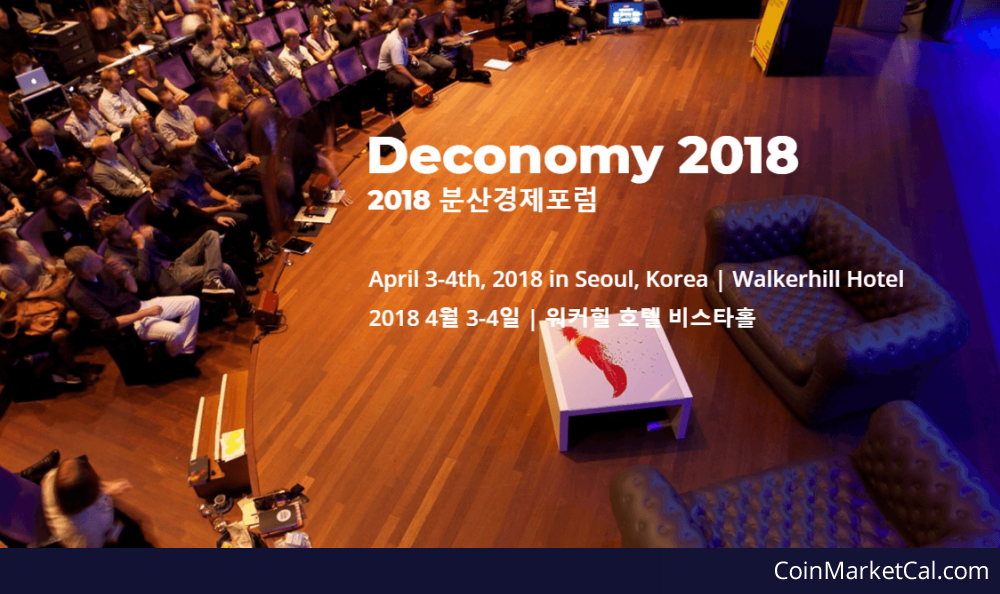 Deconomy 2018
2018 분산경제포럼
April 3-4th, 2018 in Seoul, Korea | Walkerhill Hotel
2018 4월 3-4일 | 워커힐 호텔 비스타홀
CoinMarketCal.com